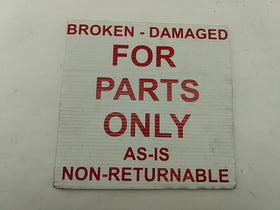 BROKEN - DAMAGED
FOR
PARTS
ONLY
AS-IS
NON-RETURNABLE